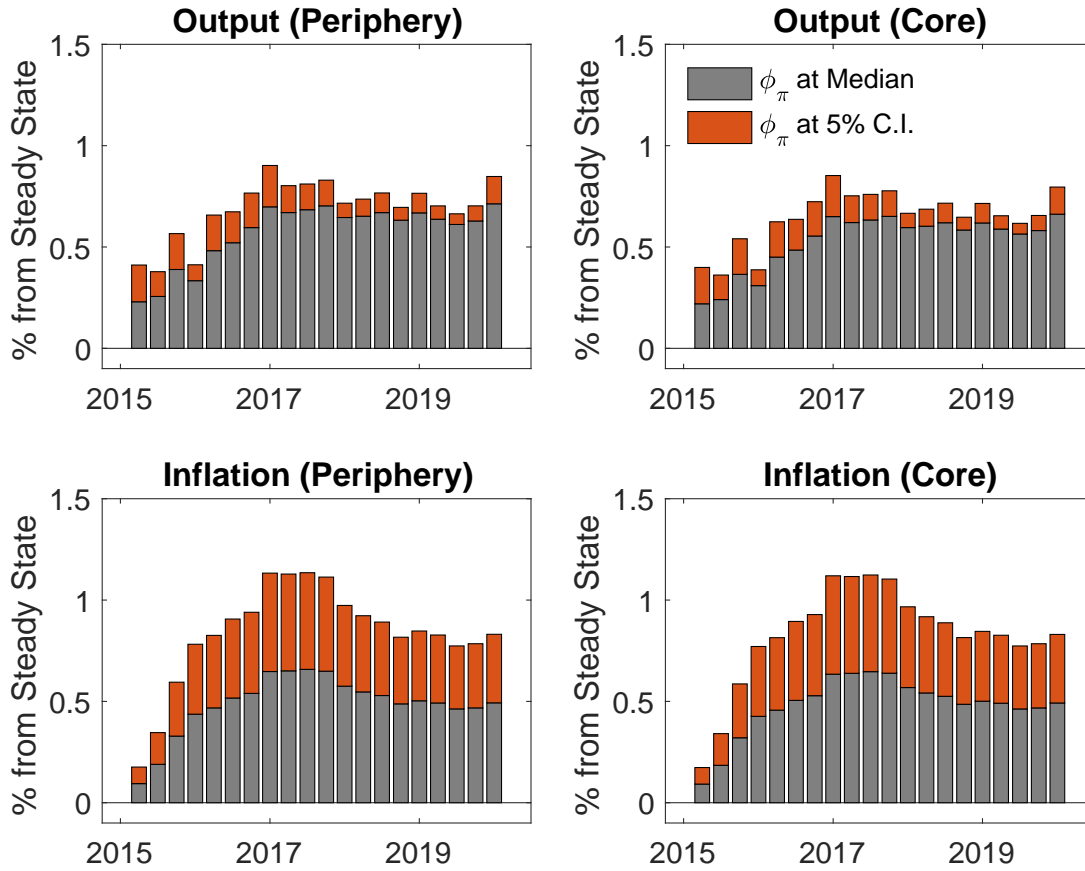 Output (Periphery)
% from Steady State
1.5
1
0.5
0
2015 2017 2019
Output (Core)
% from Steady State
1.5
1
0.5
0
2015 2017 2019
ϕπ at Median
ϕπ at 5% C.I.
Inflation (Periphery)
% from Steady State
1.5
1
0.5
0
2015 2017 2019
Inflation (Core)
% from Steady State
1.5
1
0.5
0
2015 2017 2019